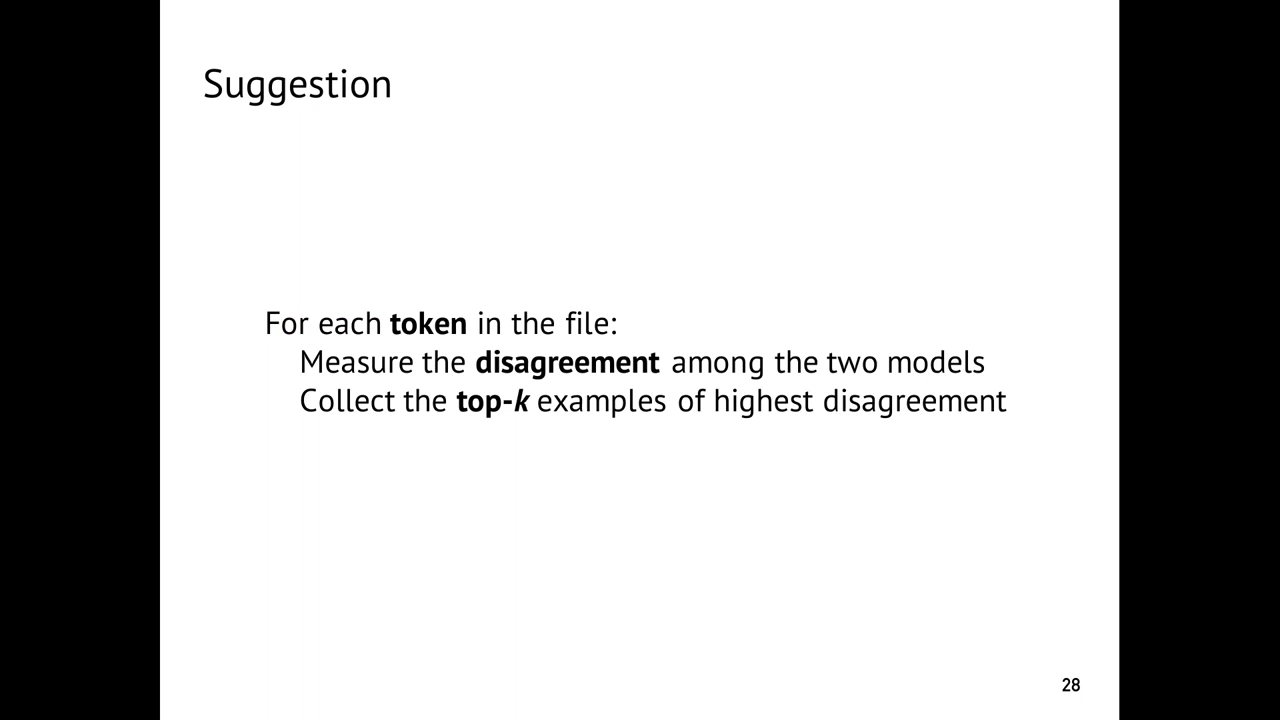 Suggestion
For each token in the file:
Measure the disagreement among the two models
Collect the top-k examples of highest disagreement
28